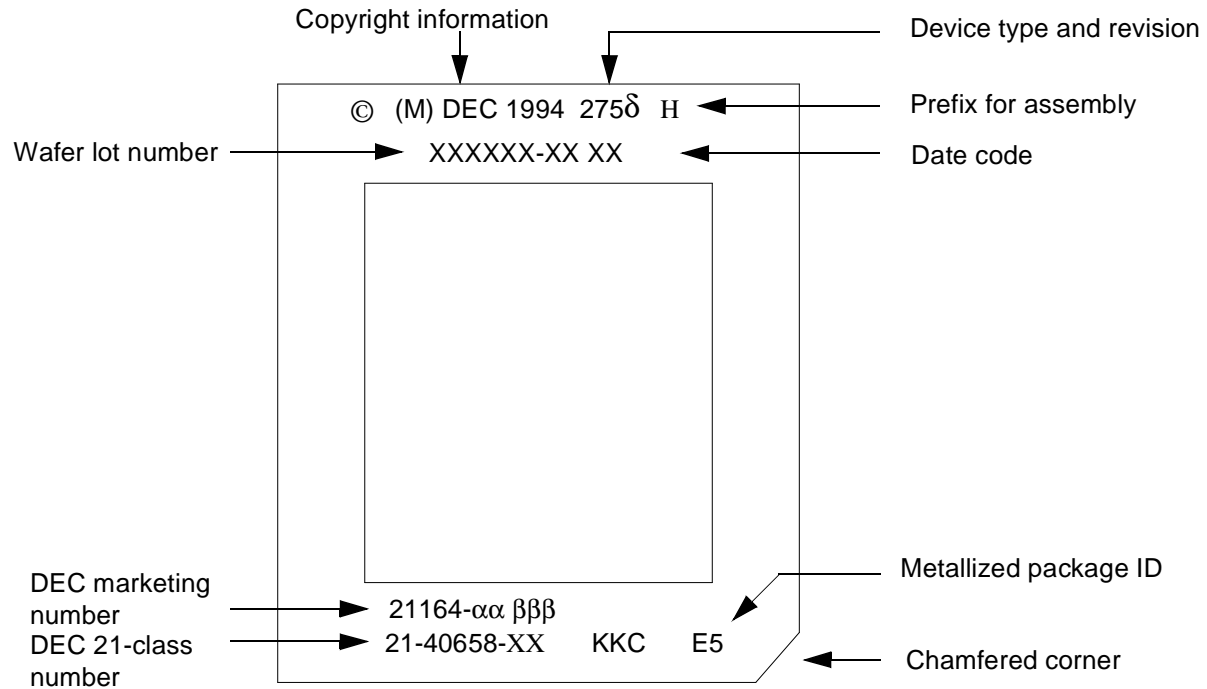 Copyright information
Device type and revision
© (M) DEC 1994 275δ H
Prefix for assembly
Wafer lot number
XXXXXX-XX XX
Date code
Metallized package ID
DEC marketing
number
21164-αα βββ
DEC 21-class
number
21-40658-XX KKC E5
Chamfered corner